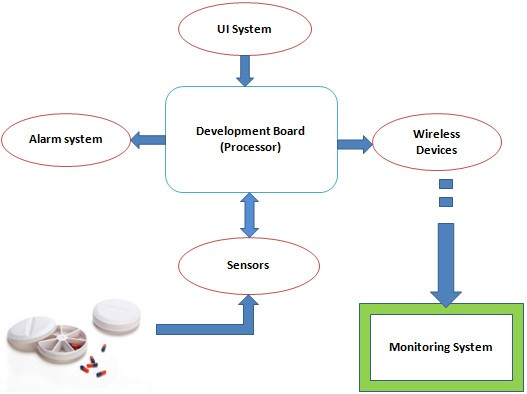 UI System
Alarm system
Development Board
(Processor)
Wireless
Devices
Sensors
Monitoring System